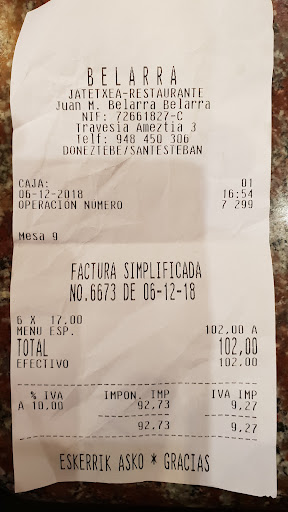 BELARRA
JATETXEA-RESTAURANTE
Juan M. Belarra Belarra
NIF: 72661827-C
Travesia Ameztia 3
Telf: 948 450 306
DONEZTEBE/SANTESTEBAN
CAJA: 01
06-12-2018 16:54
OPERACION NUMERO 7 299
Mesa 9
FACTURA SIMPLIFICADA
NO.6673 DE 06-12-18
6 X 17,00
MENU ESP. 102,00 A
TOTAL 102,00
EFECTIVO 102,00
% IVA IMPON. IMP IVA IMP
A 10,00 92,73 9,27
92,73 9,27
ESKERRIK ASKO * GRACIAS